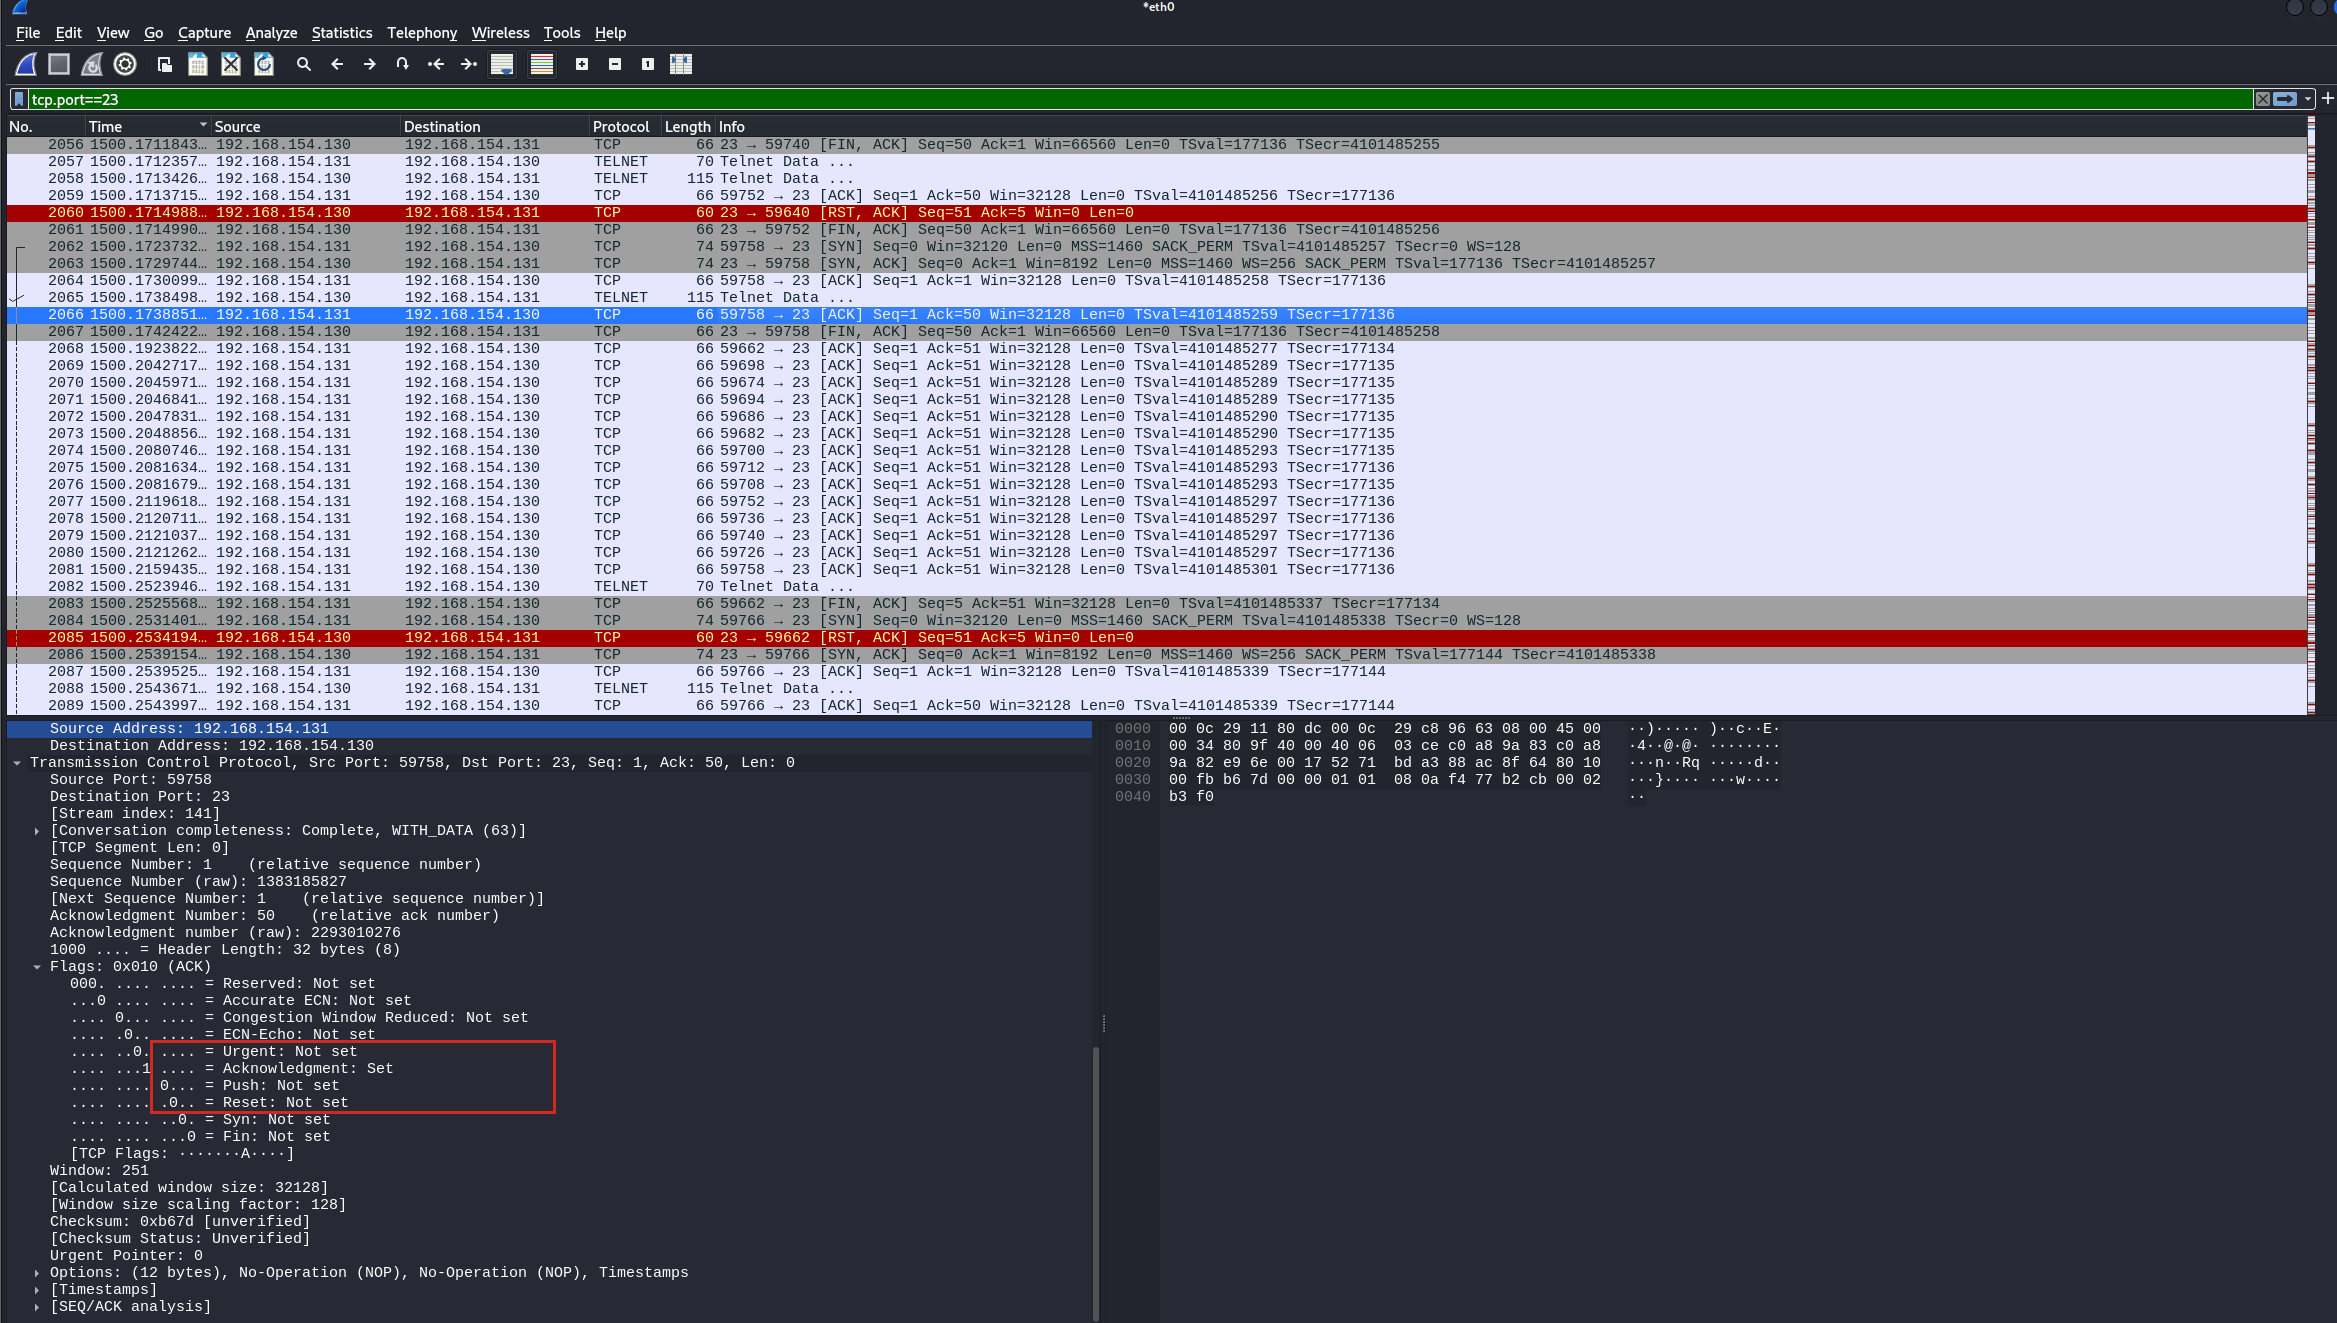 *eth0
File Edit View Go Capture Analyze Statistics Telephony Wireless Tools Help
tcp.port==23
No. Time Source Destination Protocol Length Info
2056 1500.1711843… 192.168.154.130 192.168.154.131 TCP 66 23 → 59740 [FIN, ACK] Seq=50 Ack=1 Win=66560 Len=0 TSval=177136 TSecr=4101485255
2057 1500.1712357… 192.168.154.131 192.168.154.130 TELNET 70 Telnet Data ...
2058 1500.1713426… 192.168.154.130 192.168.154.131 TELNET 115 Telnet Data ...
2059 1500.1713715… 192.168.154.131 192.168.154.130 TCP 66 59752 → 23 [ACK] Seq=1 Ack=50 Win=32128 Len=0 TSval=4101485256 TSecr=177136
2060 1500.1714988… 192.168.154.130 192.168.154.131 TCP 60 23 → 59640 [RST, ACK] Seq=51 Ack=5 Win=0 Len=0
2061 1500.1714990… 192.168.154.130 192.168.154.131 TCP 66 23 → 59752 [FIN, ACK] Seq=50 Ack=1 Win=66560 Len=0 TSval=177136 TSecr=4101485256
2062 1500.1723732… 192.168.154.131 192.168.154.130 TCP 74 59758 → 23 [SYN] Seq=0 Win=32120 Len=0 MSS=1460 SACK_PERM TSval=4101485257 TSecr=0 WS=128
2063 1500.1729744… 192.168.154.130 192.168.154.131 TCP 74 23 → 59758 [SYN, ACK] Seq=0 Ack=1 Win=8192 Len=0 MSS=1460 WS=256 SACK_PERM TSval=177136 TSecr=4101485257
2064 1500.1730099… 192.168.154.131 192.168.154.130 TCP 66 59758 → 23 [ACK] Seq=1 Ack=1 Win=32128 Len=0 TSval=4101485258 TSecr=177136
2065 1500.1738498… 192.168.154.130 192.168.154.131 TELNET 115 Telnet Data ...
2066 1500.1738851… 192.168.154.131 192.168.154.130 TCP 66 59758 → 23 [ACK] Seq=1 Ack=50 Win=32128 Len=0 TSval=4101485259 TSecr=177136
2067 1500.1742422… 192.168.154.130 192.168.154.131 TCP 66 23 → 59758 [FIN, ACK] Seq=50 Ack=1 Win=66560 Len=0 TSval=177136 TSecr=4101485258
2068 1500.1923822… 192.168.154.131 192.168.154.130 TCP 66 59662 → 23 [ACK] Seq=1 Ack=51 Win=32128 Len=0 TSval=4101485277 TSecr=177134
2069 1500.2042717… 192.168.154.131 192.168.154.130 TCP 66 59698 → 23 [ACK] Seq=1 Ack=51 Win=32128 Len=0 TSval=4101485289 TSecr=177135
2070 1500.2045971… 192.168.154.131 192.168.154.130 TCP 66 59674 → 23 [ACK] Seq=1 Ack=51 Win=32128 Len=0 TSval=4101485289 TSecr=177135
2071 1500.2046841… 192.168.154.131 192.168.154.130 TCP 66 59694 → 23 [ACK] Seq=1 Ack=51 Win=32128 Len=0 TSval=4101485289 TSecr=177135
2072 1500.2047831… 192.168.154.131 192.168.154.130 TCP 66 59686 → 23 [ACK] Seq=1 Ack=51 Win=32128 Len=0 TSval=4101485290 TSecr=177135
2073 1500.2048856… 192.168.154.131 192.168.154.130 TCP 66 59682 → 23 [ACK] Seq=1 Ack=51 Win=32128 Len=0 TSval=4101485290 TSecr=177135
2074 1500.2080746… 192.168.154.131 192.168.154.130 TCP 66 59700 → 23 [ACK] Seq=1 Ack=51 Win=32128 Len=0 TSval=4101485293 TSecr=177135
2075 1500.2081634… 192.168.154.131 192.168.154.130 TCP 66 59712 → 23 [ACK] Seq=1 Ack=51 Win=32128 Len=0 TSval=4101485293 TSecr=177136
2076 1500.2081679… 192.168.154.131 192.168.154.130 TCP 66 59708 → 23 [ACK] Seq=1 Ack=51 Win=32128 Len=0 TSval=4101485293 TSecr=177135
2077 1500.2119618… 192.168.154.131 192.168.154.130 TCP 66 59752 → 23 [ACK] Seq=1 Ack=51 Win=32128 Len=0 TSval=4101485297 TSecr=177136
2078 1500.2120711… 192.168.154.131 192.168.154.130 TCP 66 59736 → 23 [ACK] Seq=1 Ack=51 Win=32128 Len=0 TSval=4101485297 TSecr=177136
2079 1500.2121037… 192.168.154.131 192.168.154.130 TCP 66 59740 → 23 [ACK] Seq=1 Ack=51 Win=32128 Len=0 TSval=4101485297 TSecr=177136
2080 1500.2121262… 192.168.154.131 192.168.154.130 TCP 66 59726 → 23 [ACK] Seq=1 Ack=51 Win=32128 Len=0 TSval=4101485297 TSecr=177136
2081 1500.2159435… 192.168.154.131 192.168.154.130 TCP 66 59758 → 23 [ACK] Seq=1 Ack=51 Win=32128 Len=0 TSval=4101485301 TSecr=177136
2082 1500.2523946… 192.168.154.131 192.168.154.130 TELNET 70 Telnet Data ...
2083 1500.2525568… 192.168.154.131 192.168.154.130 TCP 66 59662 → 23 [FIN, ACK] Seq=5 Ack=51 Win=32128 Len=0 TSval=4101485337 TSecr=177134
2084 1500.2531401… 192.168.154.131 192.168.154.130 TCP 74 59766 → 23 [SYN] Seq=0 Win=32120 Len=0 MSS=1460 SACK_PERM TSval=4101485338 TSecr=0 WS=128
2085 1500.2534194… 192.168.154.130 192.168.154.131 TCP 60 23 → 59662 [RST, ACK] Seq=51 Ack=5 Win=0 Len=0
2086 1500.2539154… 192.168.154.130 192.168.154.131 TCP 74 23 → 59766 [SYN, ACK] Seq=0 Ack=1 Win=8192 Len=0 MSS=1460 WS=256 SACK_PERM TSval=177144 TSecr=4101485338
2087 1500.2539525… 192.168.154.131 192.168.154.130 TCP 66 59766 → 23 [ACK] Seq=1 Ack=1 Win=32128 Len=0 TSval=4101485339 TSecr=177144
2088 1500.2543671… 192.168.154.130 192.168.154.131 TELNET 115 Telnet Data ...
2089 1500.2543997… 192.168.154.131 192.168.154.130 TCP 66 59766 → 23 [ACK] Seq=1 Ack=50 Win=32128 Len=0 TSval=4101485339 TSecr=177144
Source Address: 192.168.154.131
Destination Address: 192.168.154.130
Transmission Control Protocol, Src Port: 59758, Dst Port: 23, Seq: 1, Ack: 50, Len: 0
Source Port: 59758
Destination Port: 23
[Stream index: 141]
[Conversation completeness: Complete, WITH_DATA (63)]
[TCP Segment Len: 0]
Sequence Number: 1 (relative sequence number)
Sequence Number (raw): 1383185827
[Next Sequence Number: 1 (relative sequence number)]
Acknowledgment Number: 50 (relative ack number)
Acknowledgment number (raw): 2293010276
1000 .... = Header Length: 32 bytes (8)
Flags: 0x010 (ACK)
000. .... .... = Reserved: Not set
...0 .... .... = Accurate ECN: Not set
.... 0... .... = Congestion Window Reduced: Not set
.... .0.. .... = ECN-Echo: Not set
.... ..0. .... = Urgent: Not set
.... ...1 .... = Acknowledgment: Set
.... .... 0... = Push: Not set
.... .... .0.. = Reset: Not set
.... .... ..0. = Syn: Not set
.... .... ...0 = Fin: Not set
[TCP Flags: ·······A····]
Window: 251
[Calculated window size: 32128]
[Window size scaling factor: 128]
Checksum: 0xb67d [unverified]
[Checksum Status: Unverified]
Urgent Pointer: 0
Options: (12 bytes), No-Operation (NOP), No-Operation (NOP), Timestamps
[Timestamps]
[SEQ/ACK analysis]
0000 00 0c 29 11 80 dc 00 0c 29 c8 96 63 08 00 45 00 ··)····· )··c··E·
0010 00 34 80 9f 40 00 40 06 03 ce c0 a8 9a 83 c0 a8 ·4··@·@· ········
0020 9a 82 e9 6e 00 17 52 71 bd a3 88 ac 8f 64 80 10 ···n··Rq ·····d··
0030 00 fb b6 7d 00 00 01 01 08 0a f4 77 b2 cb 00 02 ···}···· ···w····
0040 b3 f0 ··